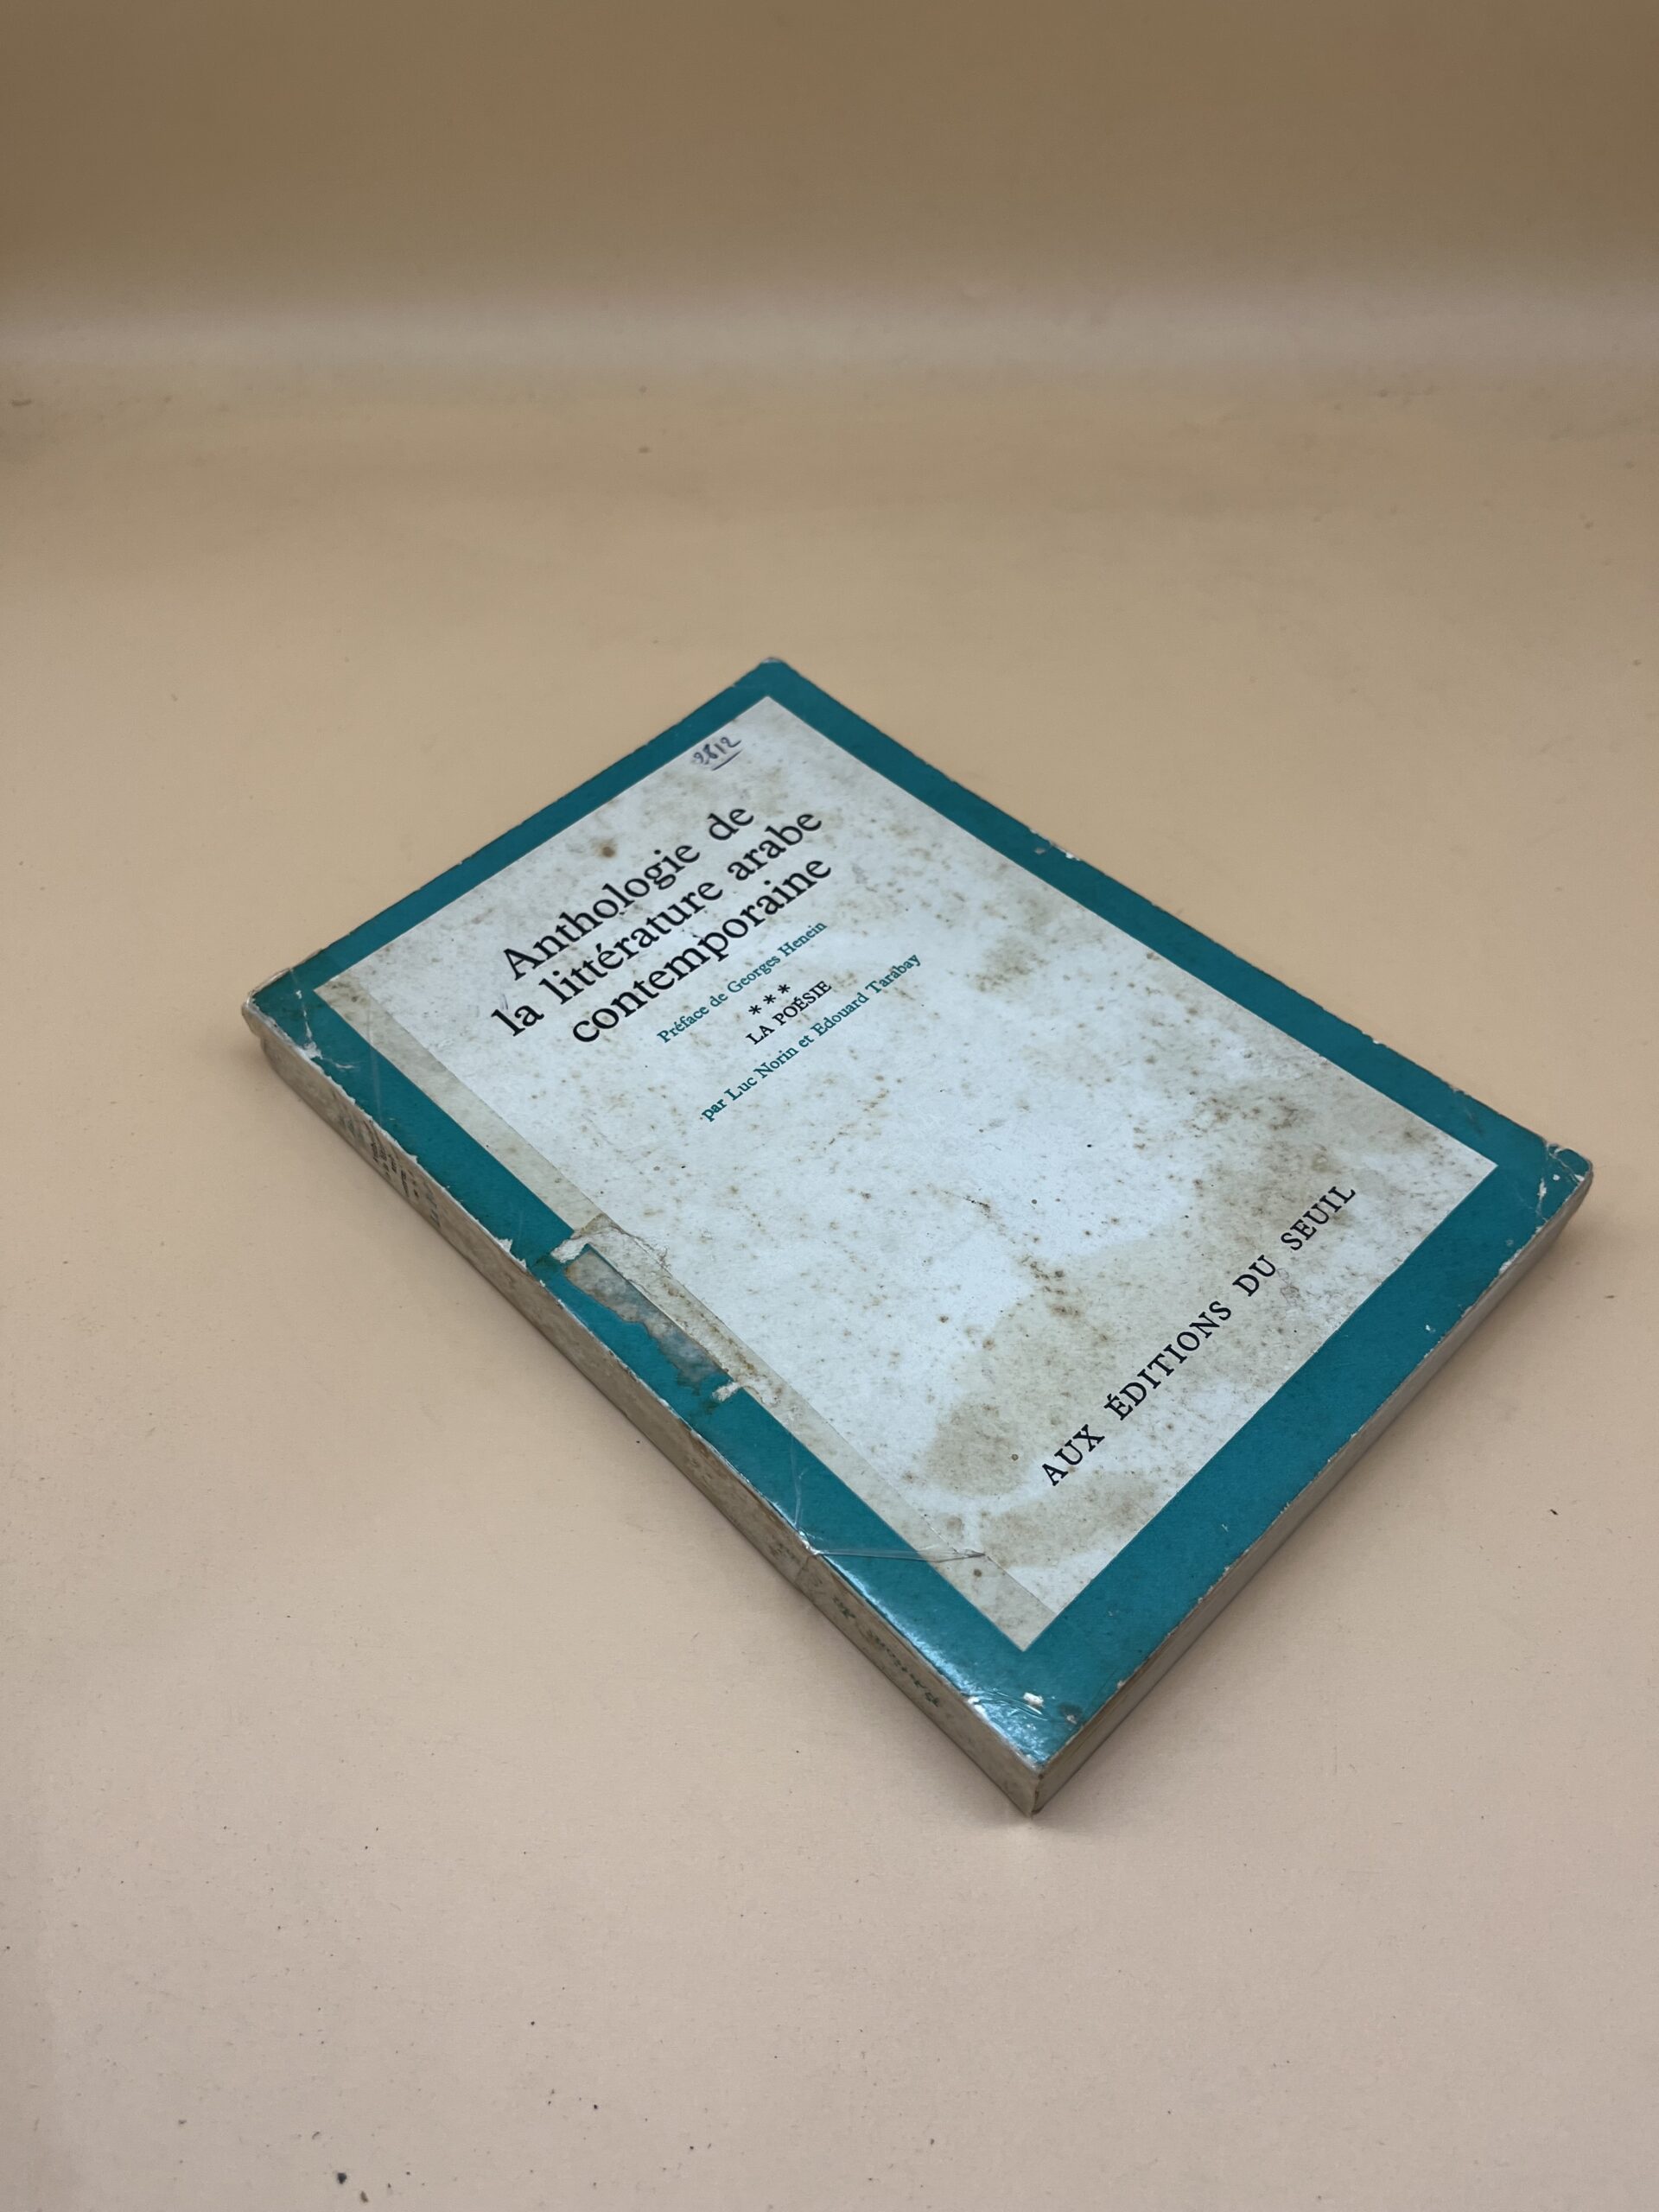 2812
Anthologie de
la littérature arabe
contemporaine
Préface de Georges Henein
***
LA POÉSIE
par Luc Norin et Edouard Tarabay
AUX ÉDITIONS DU SEUIL